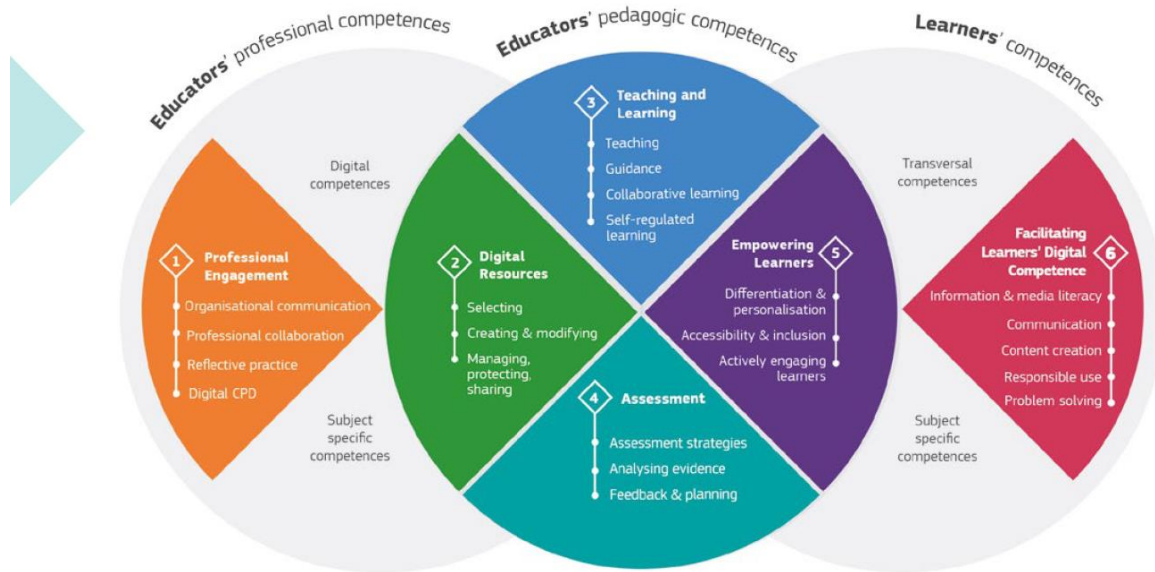 Educators' professional competences
Educators' pedagogic competences
Learners' competences
Digital
competences
Subject
specific
competences
1
Professional
Engagement
Organisational communication
Professional collaboration
Reflective practice
Digital CPD
2
Digital
Resources
Selecting
Creating & modifying
Managing,
protecting,
sharing
3
Teaching and
Learning
Teaching
Guidance
Collaborative learning
Self-regulated
learning
4
Assessment
Assessment strategies
Analysing evidence
Feedback & planning
5
Empowering
Learners
Differentiation &
personalisation
Accessibility & inclusion
Actively engaging
learners
Transversal
competences
Subject
specific
competences
6
Facilitating
Learners' Digital
Competence
Information & media literacy
Communication
Content creation
Responsible use
Problem solving